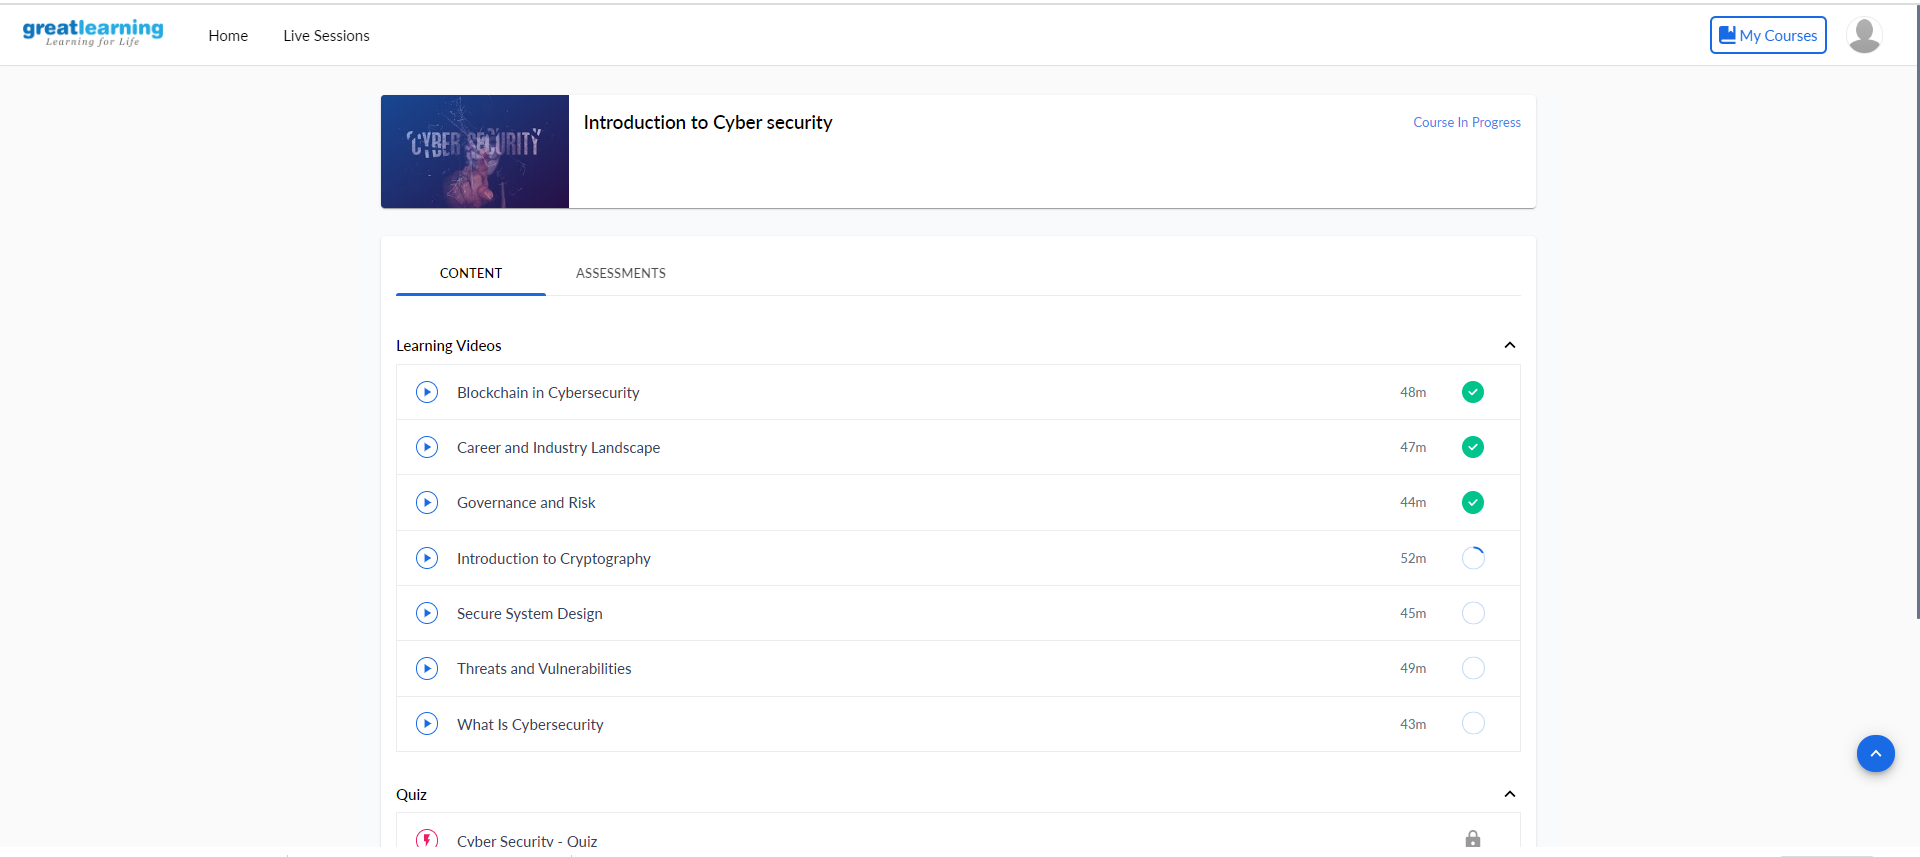 greatlearning
Learning for Life
Home
Live Sessions
My Courses
CYBER SECURITY
Introduction to Cyber security
Course In Progress
CONTENT
ASSESSMENTS
Learning Videos
Blockchain in Cybersecurity 48m
Career and Industry Landscape 47m
Governance and Risk 44m
Introduction to Cryptography 52m
Secure System Design 45m
Threats and Vulnerabilities 49m
What Is Cybersecurity 43m
Quiz
Cyber Security - Quiz